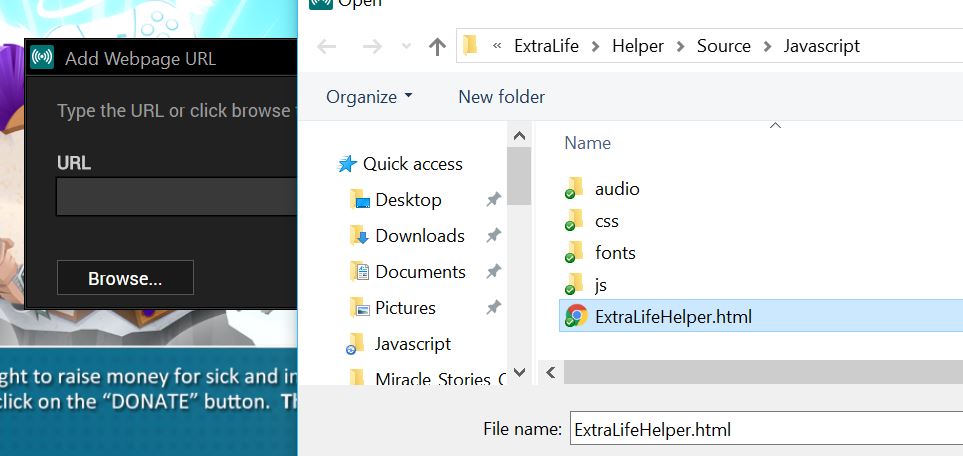 Open
Add Webpage URL
Type the URL or click browse
URL
Browse...
« ExtraLife > Helper > Source > Javascript
Organize
New folder
Quick access
Desktop
Downloads
Documents
Pictures
Javascript
Miracle_Stories_
Name
audio
css
fonts
js
ExtraLifeHelper.html
File name: ExtraLifeHelper.html
ght to raise money for sick and in
click on the “DONATE” button. Th